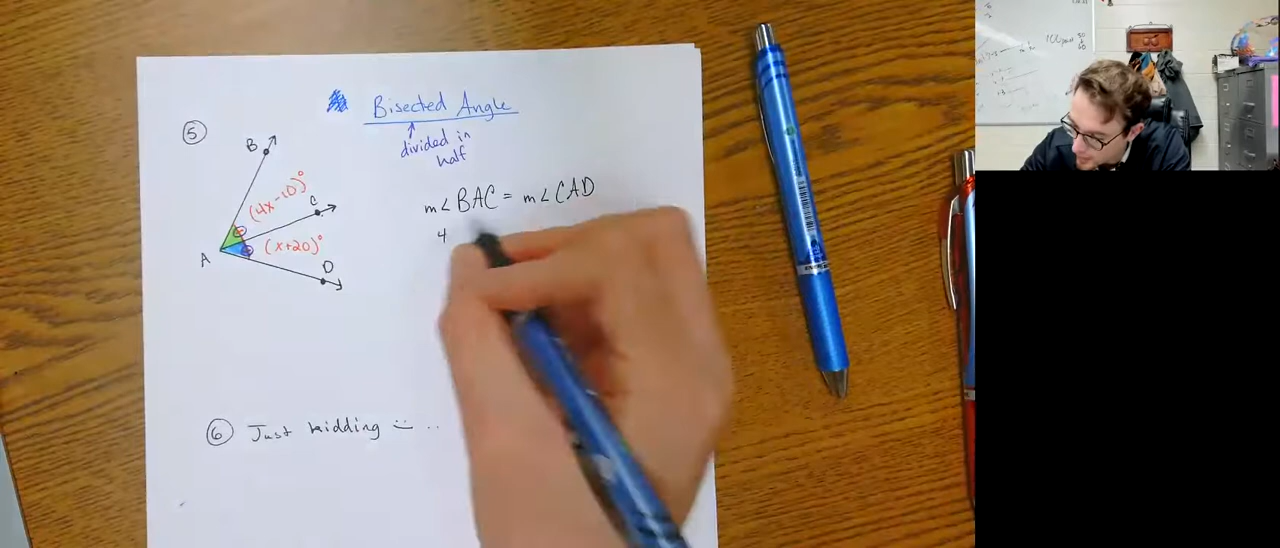 Bisected Angle
divided in
half
5
B
(4x-10)°
C
(x+20)°
A
D
m∠BAC = m∠CAD
4
6 Just kidding